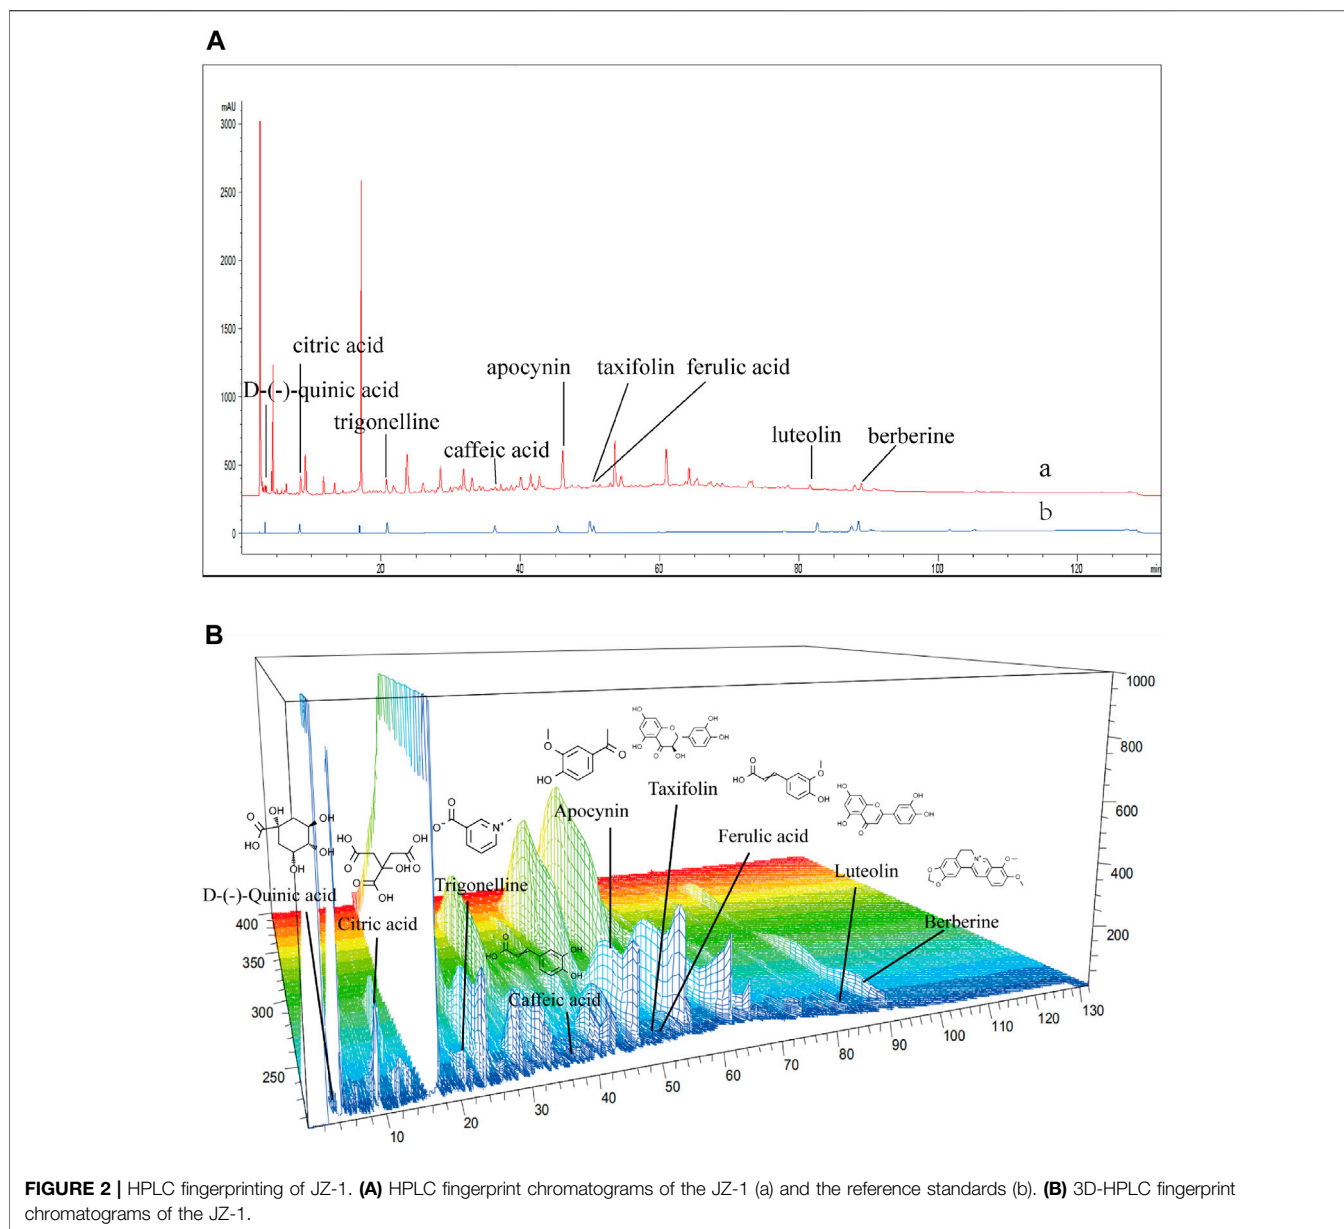 A
mAU
3000
2500
2000
1500
1000
500
0
citric acid
D-(-)-quinic acid
trigonelline
caffeic acid
apocynin
taxifolin
ferulic acid
luteolin
berberine
a
b
20
40
60
80
100
120
min
B
1000
800
600
400
200
400
350
300
250
10
20
30
40
50
60
70
80
90
100
110
120
130
D-(-)-Quinic acid
Citric acid
Trigonelline
Caffeic acid
Apocynin
Taxifolin
Ferulic acid
Luteolin
Berberine
FIGURE 2 | HPLC fingerprinting of JZ-1. (A) HPLC fingerprint chromatograms of the JZ-1 (a) and the reference standards (b). (B) 3D-HPLC fingerprint
chromatograms of the JZ-1.